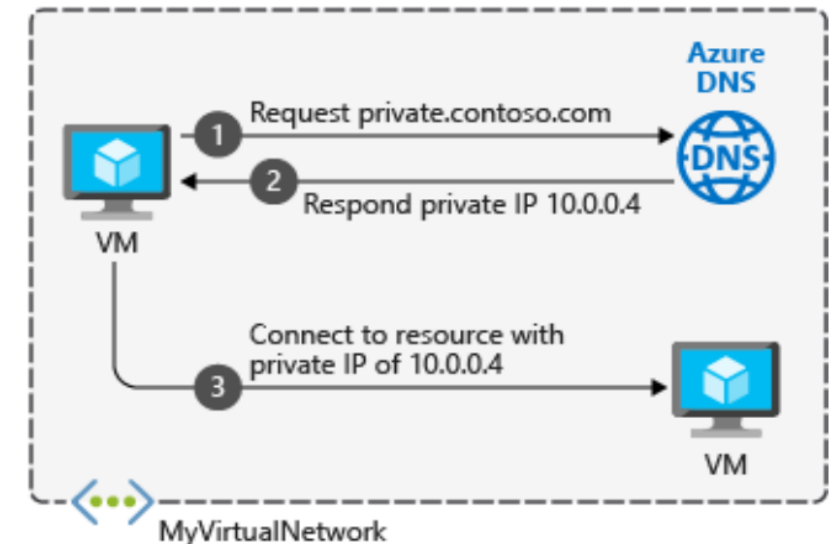 Azure
DNS
1
Request private.contoso.com
DNS
2
Respond private IP 10.0.0.4
VM
Connect to resource with
private IP of 10.0.0.4
3
VM
MyVirtualNetwork